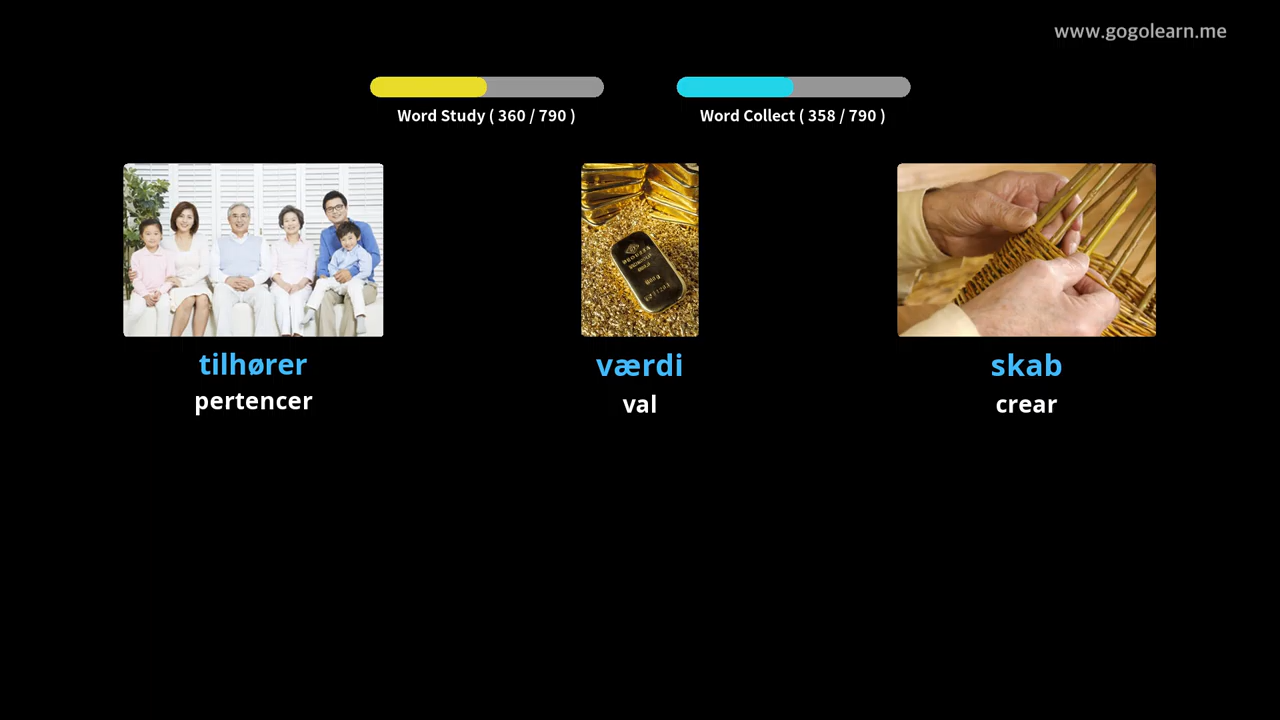 www.gogolearn.me
Word Study ( 360 / 790 )
Word Collect ( 358 / 790 )
tilhører
pertencer
værdi
val
skab
crear